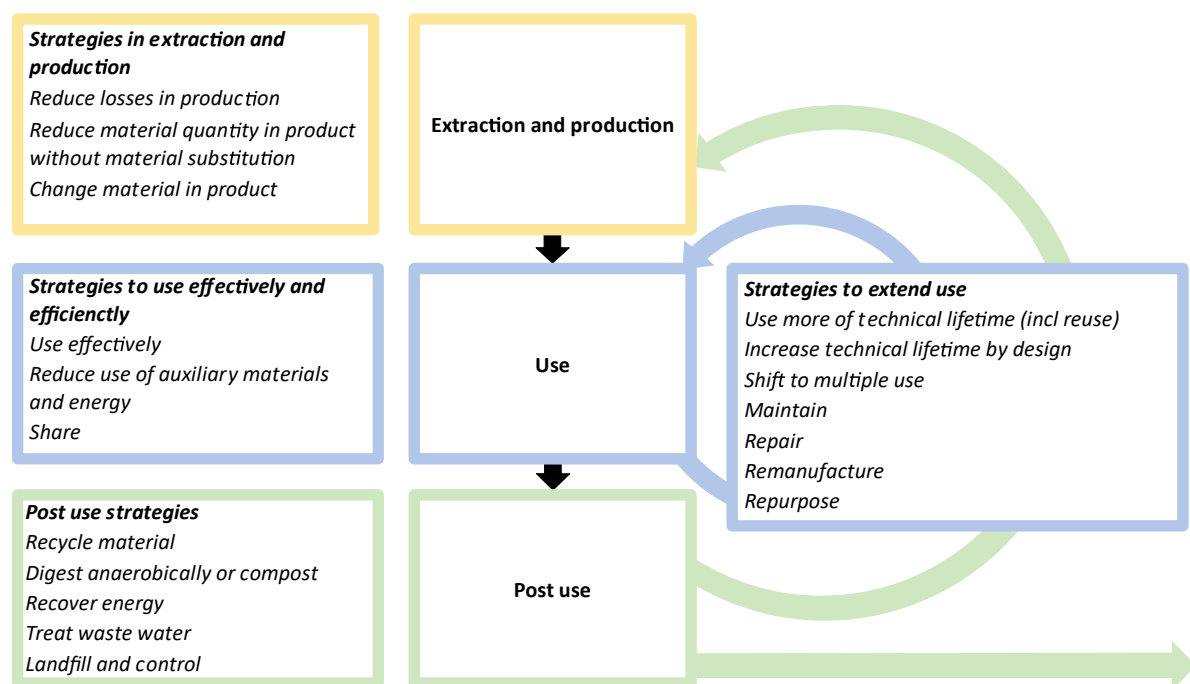 Strategies in extraction and
production
Reduce losses in production
Reduce material quantity in product
without material substitution
Change material in product
Extraction and production
Strategies to use effectively and
efficienctly
Use effectively
Reduce use of auxiliary materials
and energy
Share
Use
Strategies to extend use
Use more of technical lifetime (incl reuse)
Increase technical lifetime by design
Shift to multiple use
Maintain
Repair
Remanufacture
Repurpose
Post use strategies
Recycle material
Digest anaerobically or compost
Recover energy
Treat waste water
Landfill and control
Post use